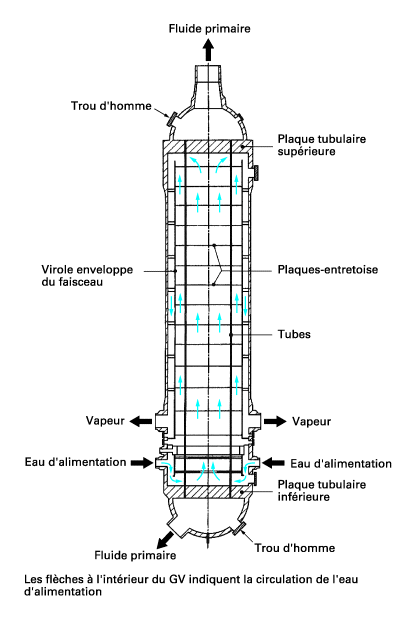 Fluide primaire
Trou d'homme
Plaque tubulaire
supérieure
Virole enveloppe
du faisceau
Plaques-entretoise
Tubes
Vapeur
Vapeur
Eau d'alimentation
Eau d'alimentation
Plaque tubulaire
inférieure
Fluide primaire
Trou d'homme
Les flèches à l'intérieur du GV indiquent la circulation de l'eau
d'alimentation